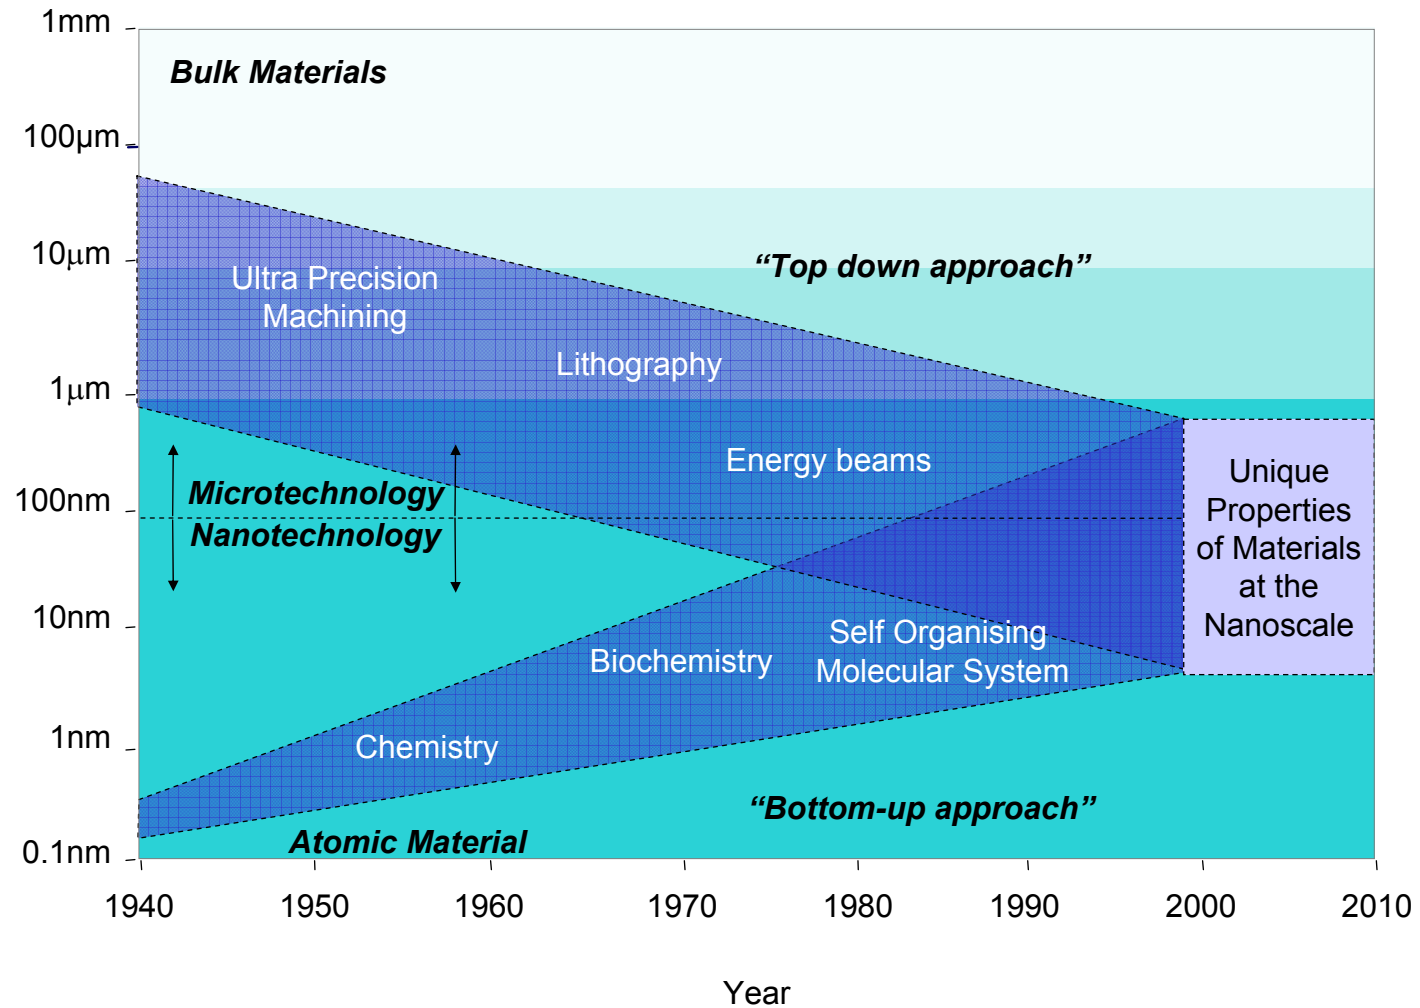 1mm
Bulk Materials
100µm
10µm
“Top down approach”
Ultra Precision
Machining
Lithography
1µm
Energy beams
Unique
Properties
of Materials
at the
Nanoscale
Microtechnology
100nm
Nanotechnology
10nm
Self Organising
Molecular System
Biochemistry
1nm
Chemistry
“Bottom-up approach”
Atomic Material
0.1nm
1940 1950 1960 1970 1980 1990 2000 2010
Year